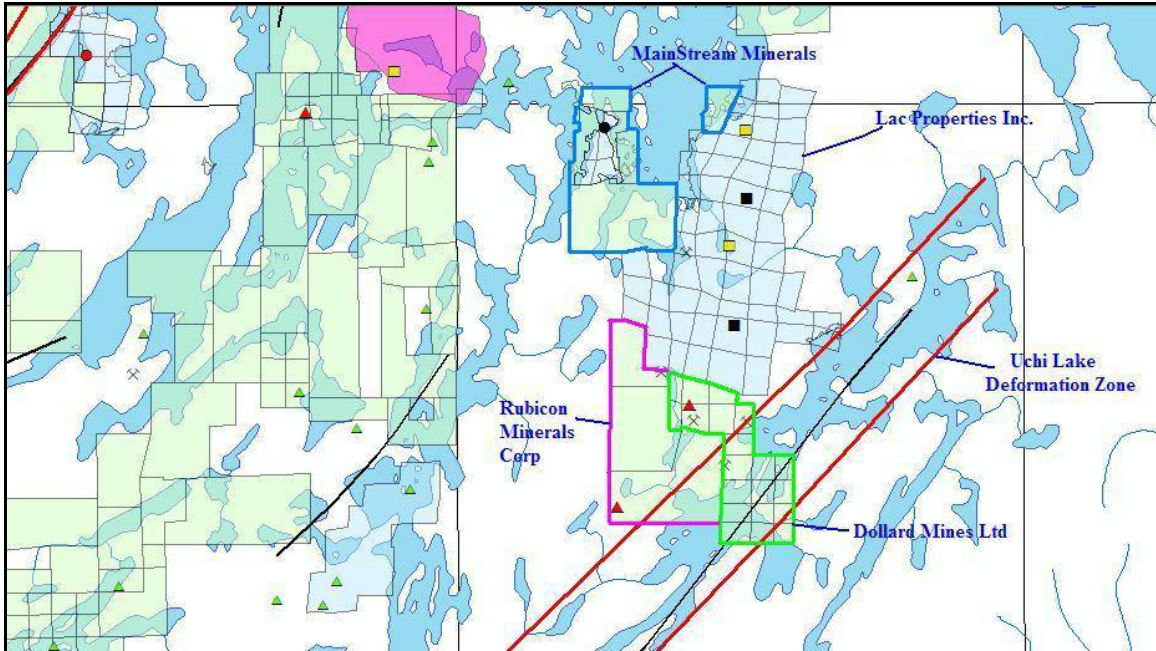 MainStream Minerals
Lac Properties Inc.
Uchi Lake
Deformation Zone
Rubicon
Minerals
Corp
Dollard Mines Ltd